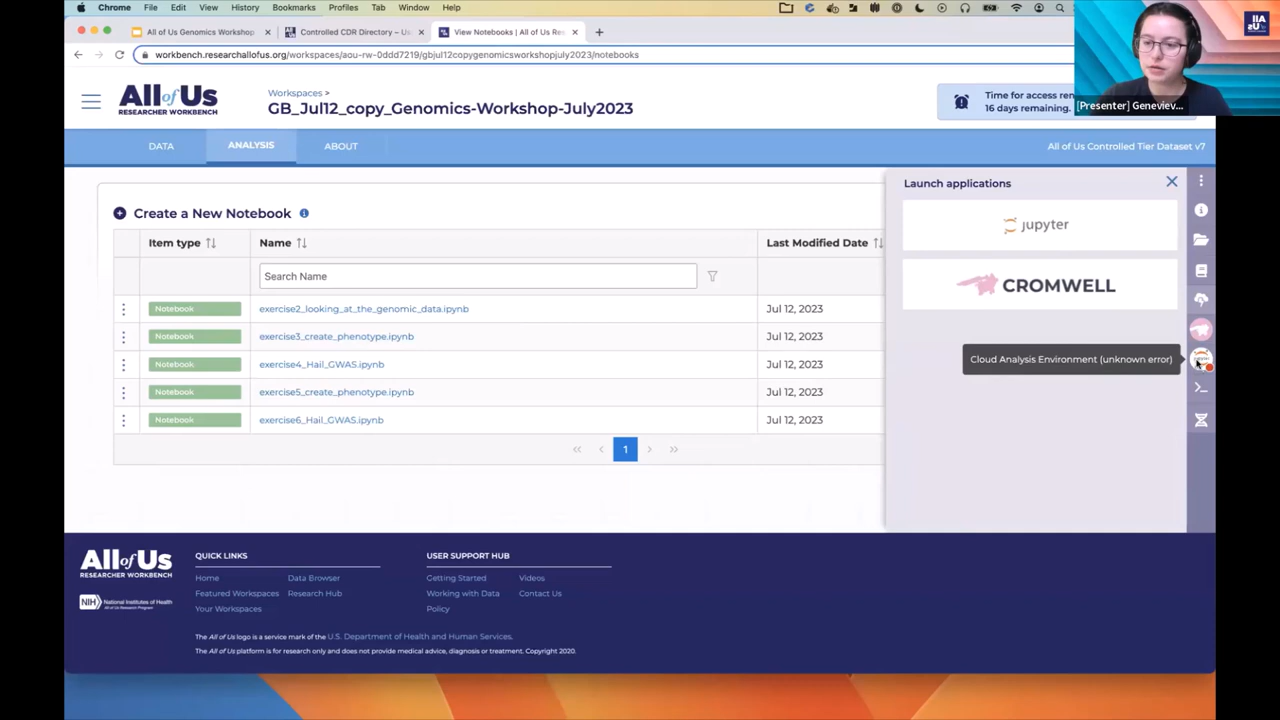 Chrome File Edit View History Bookmarks Profiles Tab Window Help
All of Us Genomics Workshop
Controlled CDR Directory – Us
View Notebooks | All of Us Re
workbench.researchallofus.org/workspaces/aou-rw-0ddd7219/gbjul12copygenomicsworkshopjuly2023/notebooks
[Presenter] Geneviev...
All of Us
RESEARCHER WORKBENCH
Workspaces >
GB_Jul12_copy_Genomics-Workshop-July2023
Time for access
16 days remaining.
DATA ANALYSIS ABOUT
All of Us Controlled Tier Dataset v7
Launch applications
Create a New Notebook
jupyter
Item type Name Last Modified Date
Search Name
CROMWELL
Notebook exercise2_looking_at_the_genomic_data.ipynb Jul 12, 2023
Notebook exercise3_create_phenotype.ipynb Jul 12, 2023
Notebook exercise4_Hail_GWAS.ipynb Jul 12, 2023
Cloud Analysis Environment (unknown error)
Notebook exercise5_create_phenotype.ipynb Jul 12, 2023
Notebook exercise6_Hail_GWAS.ipynb Jul 12, 2023
« ‹ 1 › »
All of Us
RESEARCHER WORKBENCH
QUICK LINKS
USER SUPPORT HUB
Home Data Browser
Getting Started Videos
Featured Workspaces Research Hub
Working with Data Contact Us
Your Workspaces
Policy
NIH National Institutes of Health
The All of Us logo is a service mark of the U.S. Department of Health and Human Services.
The All of Us platform is for research only and does not provide medical advice, diagnosis or treatment. Copyright 2020.